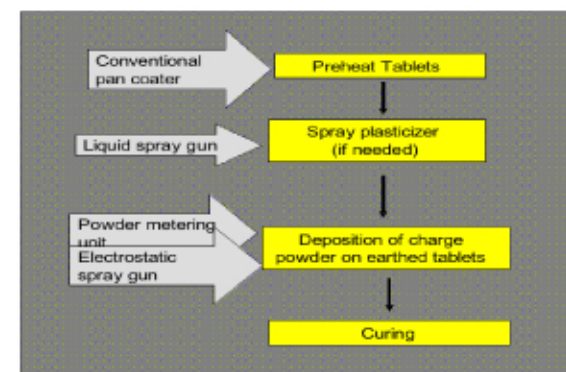 Conventional
pan coater
Preheat Tablets
Liquid spray gun
Spray plasticizer
(if needed)
Powder metering
unit
Electrostatic
spray gun
Deposition of charge
powder on earthed tablets
Curing